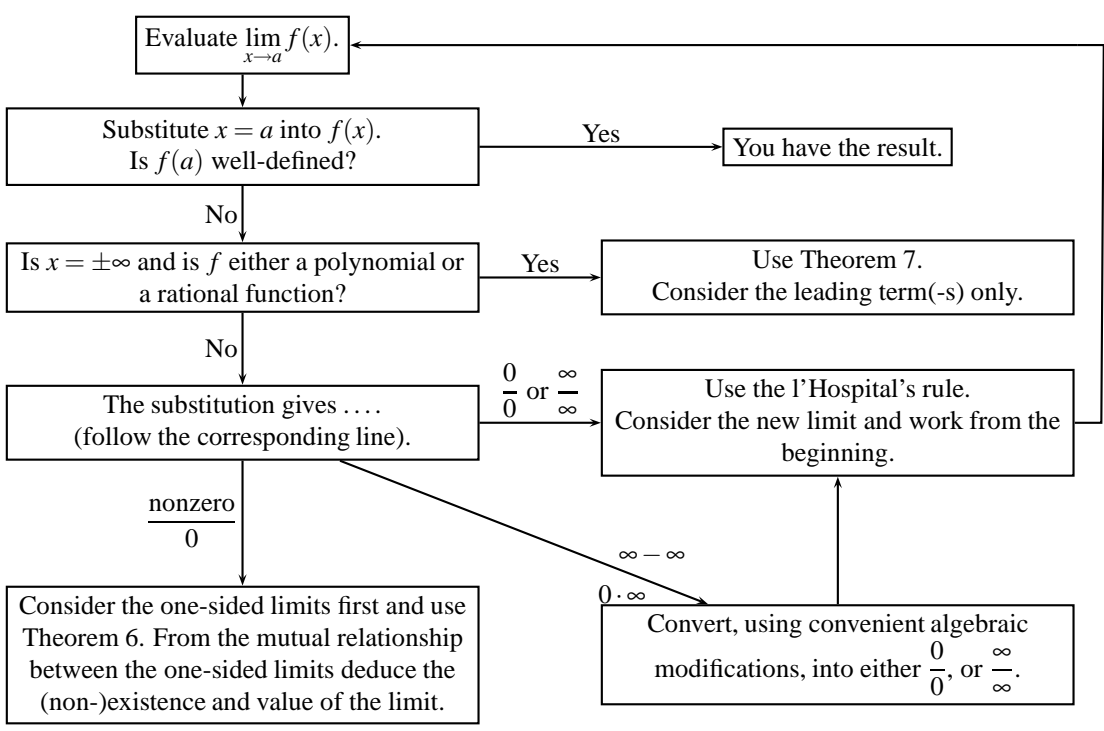 Evaluate lim f(x).
x→a
Substitute x = a into f(x).
Is f(a) well-defined?
Yes
You have the result.
No
Is x = ±∞ and is f either a polynomial or
a rational function?
Yes
Use Theorem 7.
Consider the leading term(-s) only.
No
The substitution gives ....
(follow the corresponding line).
0/0 or ∞/∞
Use the l'Hospital's rule.
Consider the new limit and work from the
beginning.
nonzero/0
∞ − ∞
0 · ∞
Consider the one-sided limits first and use
Theorem 6. From the mutual relationship
between the one-sided limits deduce the
(non-)existence and value of the limit.
Convert, using convenient algebraic
modifications, into either 0/0, or ∞/∞.